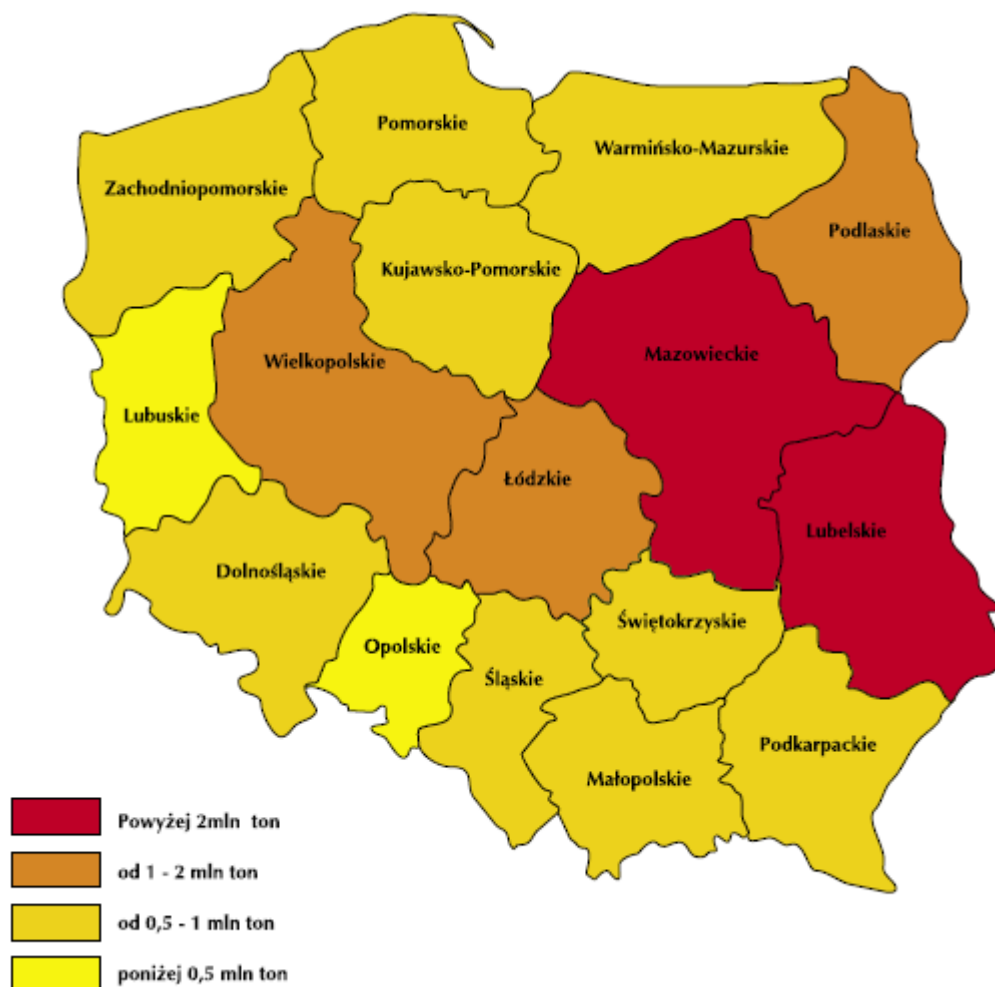 Pomorskie
Warmińsko-Mazurskie
Zachodniopomorskie
Podlaskie
Kujawsko-Pomorskie
Mazowieckie
Wielkopolskie
Lubuskie
Łódzkie
Lubelskie
Dolnośląskie
Świętokrzyskie
Opolskie
Śląskie
Podkarpackie
Małopolskie
Powyżej 2mln ton
od 1 - 2 mln ton
od 0,5 - 1 mln ton
poniżej 0,5 mln ton